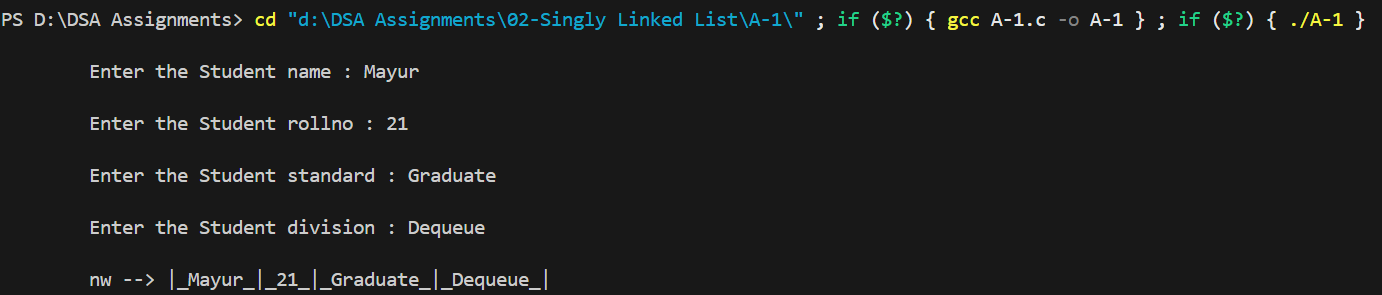 PS D:\DSA Assignments> cd "d:\DSA Assignments\02-Singly Linked List\A-1\" ; if ($?) { gcc A-1.c -o A-1 } ; if ($?) { ./A-1 }
Enter the Student name : Mayur
Enter the Student rollno : 21
Enter the Student standard : Graduate
Enter the Student division : Dequeue
nw --> |_Mayur_|_21_|_Graduate_|_Dequeue_|